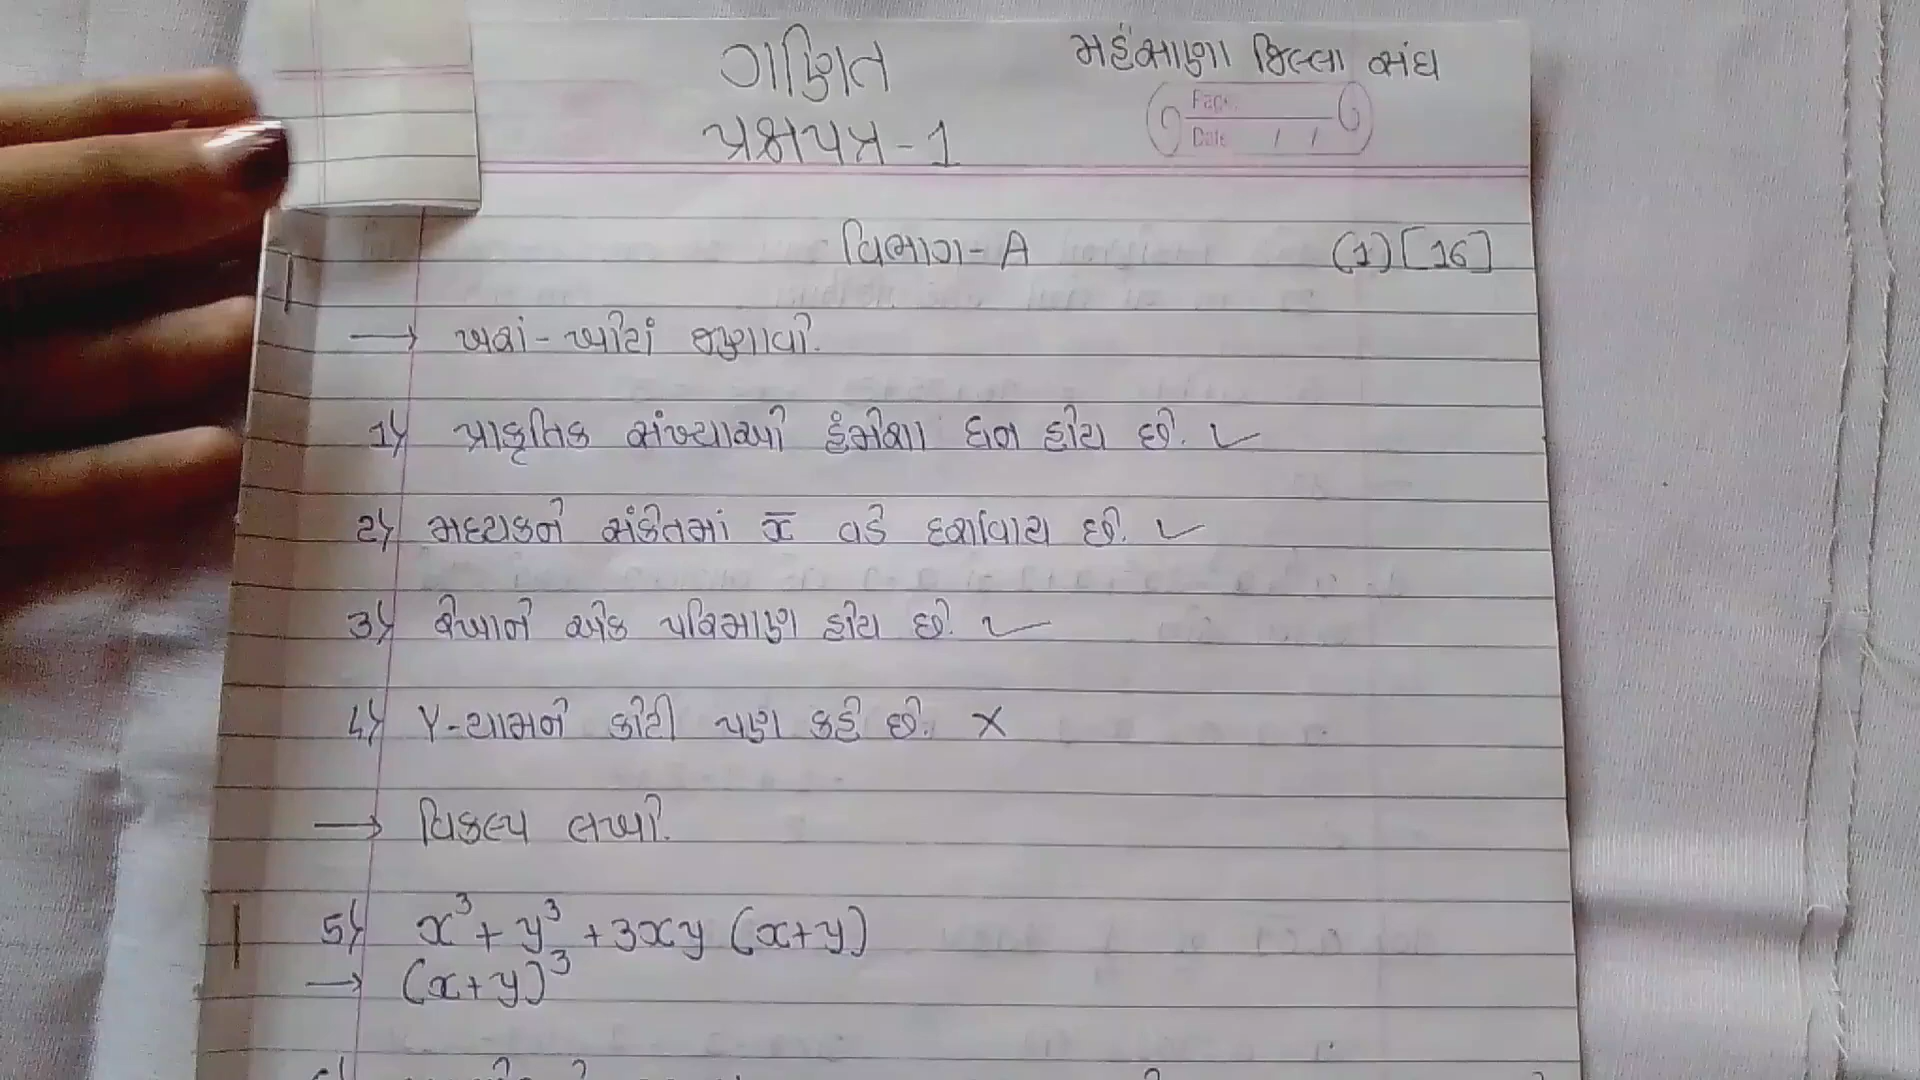 ગણિત
મહેસાણા જિલ્લા સંઘ
પ્રશ્નપત્ર-1
Page
Date / /
વિભાગ-A (1)[16]
→ ખરાં-ખોટાં જણાવો.
1) પ્રાકૃતિક સંખ્યાઓ હંમેશા ધન હોય છે. ✓
2) મધ્યકને સંકેતમાં x̄ વડે દર્શાવાય છે. ✓
3) રેખાને એક પરિમાણ હોય છે. ✓
4) Y-યામને કોટી પણ કહે છે. X
→ વિકલ્પ લખો.
5) x³ + y³ + 3xy (x+y)
→ (x+y)³